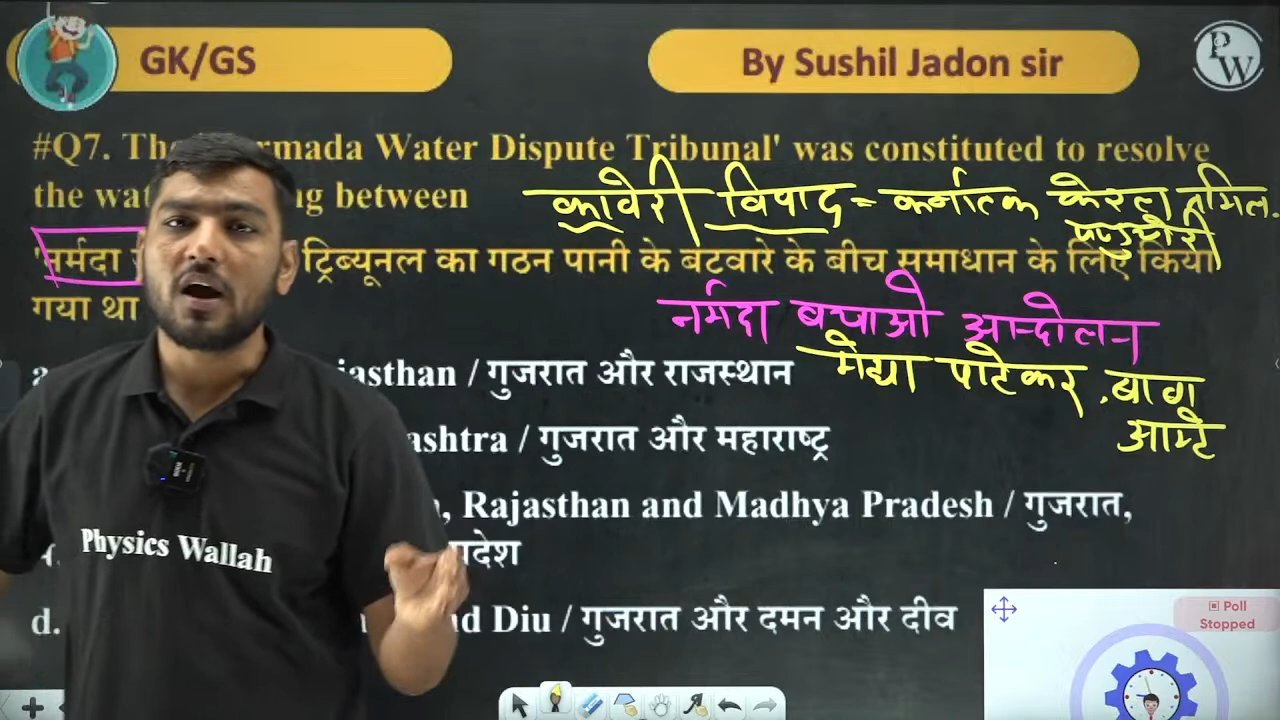 GK/GS
By Sushil Jadon sir
PW
#Q7. The Narmada Water Dispute Tribunal' was constituted to resolve
the wat ng between
कावेरी विवाद = कर्नाटक केरल तमिल.
पाण्डुचेरी
'नर्मदा ट्रिब्यूनल का गठन पानी के बटवारे के बीच समाधान के लिए किया
गया था
नर्मदा बचाओ आन्दोलन
मेधा पाटेकर, बाबा
आम्टे
a jasthan / गुजरात और राजस्थान
ashtra / गुजरात और महाराष्ट्र
, Rajasthan and Madhya Pradesh / गुजरात,
देश
d. nd Diu / गुजरात और दमन और दीव
Physics Wallah
Poll
Stopped